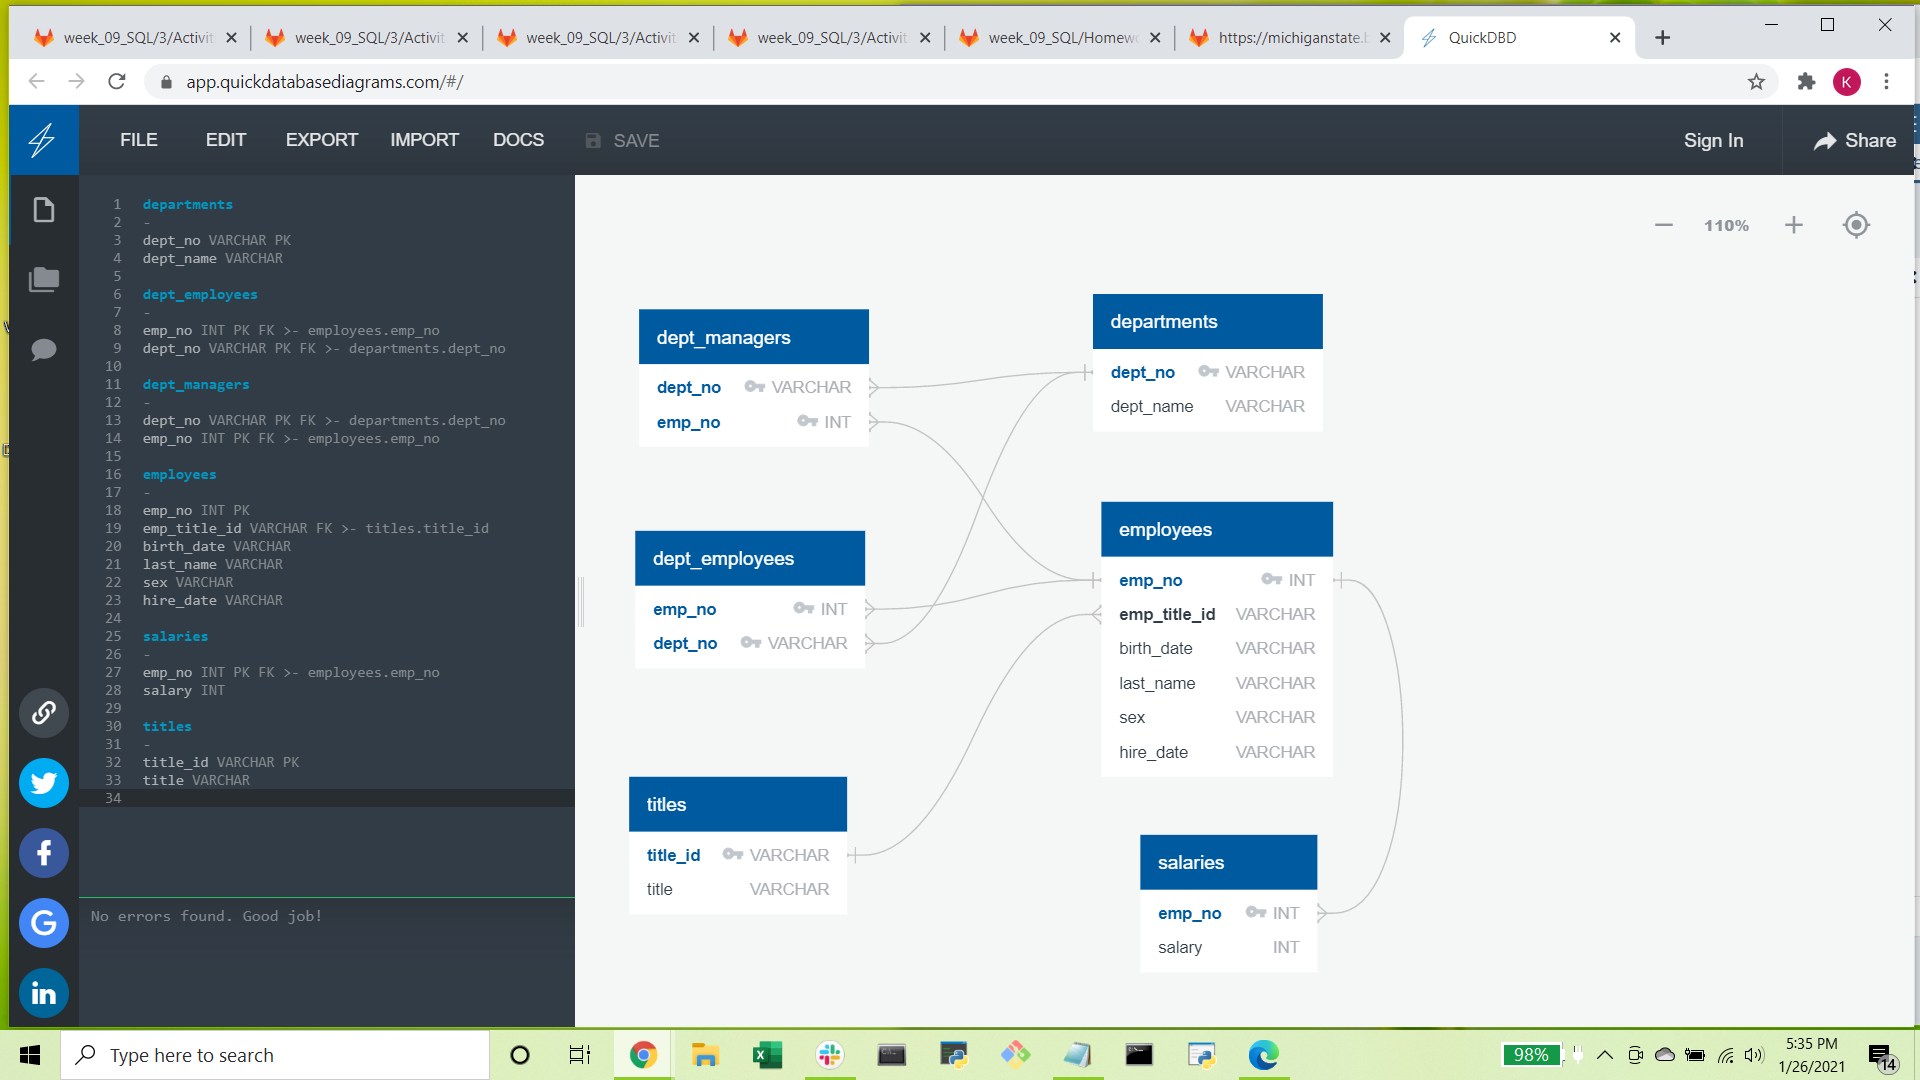 week_09_SQL/3/Activit
week_09_SQL/3/Activit
week_09_SQL/3/Activit
week_09_SQL/3/Activit
week_09_SQL/Homew
https://michiganstate.b
QuickDBD
app.quickdatabasediagrams.com/#/
K
FILE EDIT EXPORT IMPORT DOCS SAVE Sign In Share
1 departments
2 -
3 dept_no VARCHAR PK
4 dept_name VARCHAR
5
6 dept_employees
7 -
8 emp_no INT PK FK >- employees.emp_no
9 dept_no VARCHAR PK FK >- departments.dept_no
10
11 dept_managers
12 -
13 dept_no VARCHAR PK FK >- departments.dept_no
14 emp_no INT PK FK >- employees.emp_no
15
16 employees
17 -
18 emp_no INT PK
19 emp_title_id VARCHAR FK >- titles.title_id
20 birth_date VARCHAR
21 last_name VARCHAR
22 sex VARCHAR
23 hire_date VARCHAR
24
25 salaries
26 -
27 emp_no INT PK FK >- employees.emp_no
28 salary INT
29
30 titles
31 -
32 title_id VARCHAR PK
33 title VARCHAR
34
No errors found. Good job!
110%
dept_managers
dept_no VARCHAR
emp_no INT
departments
dept_no VARCHAR
dept_name VARCHAR
dept_employees
emp_no INT
dept_no VARCHAR
employees
emp_no INT
emp_title_id VARCHAR
birth_date VARCHAR
last_name VARCHAR
sex VARCHAR
hire_date VARCHAR
titles
title_id VARCHAR
title VARCHAR
salaries
emp_no INT
salary INT
Type here to search
98%
5:35 PM
1/26/2021
14